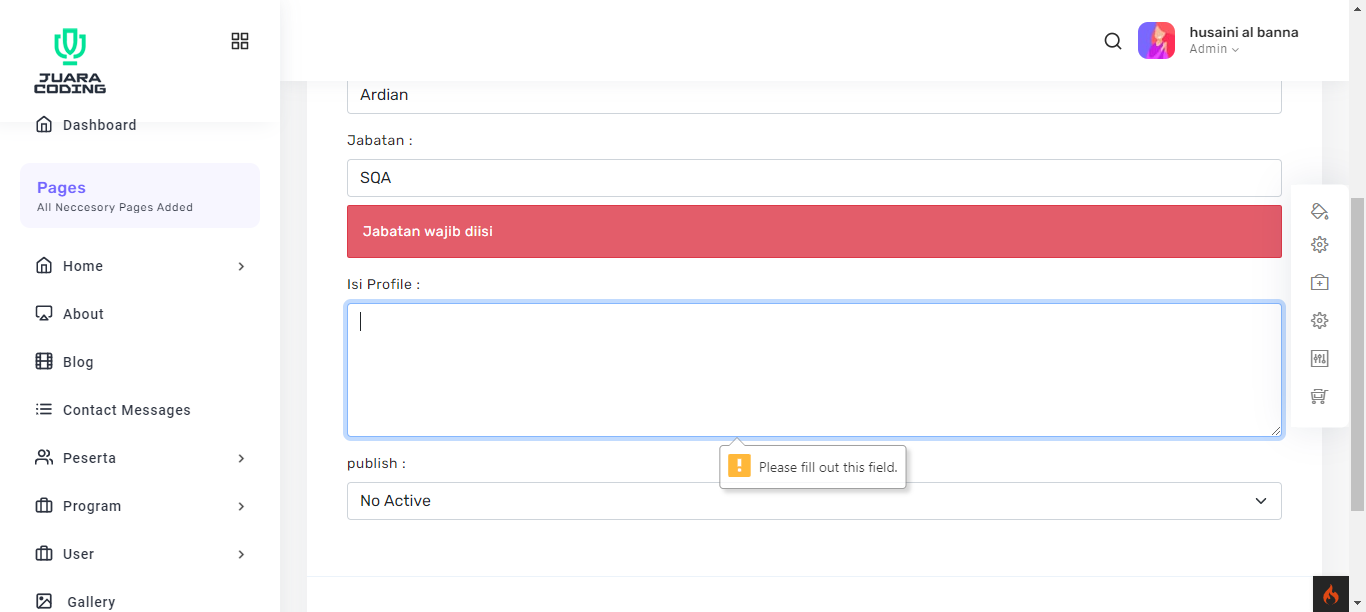 JUARA
CODING
husaini al banna
Admin
Dashboard
Pages
All Neccesory Pages Added
Home
About
Blog
Contact Messages
Peserta
Program
User
Gallery
Ardian
Jabatan :
SQA
Jabatan wajib diisi
Isi Profile :
Please fill out this field.
publish :
No Active